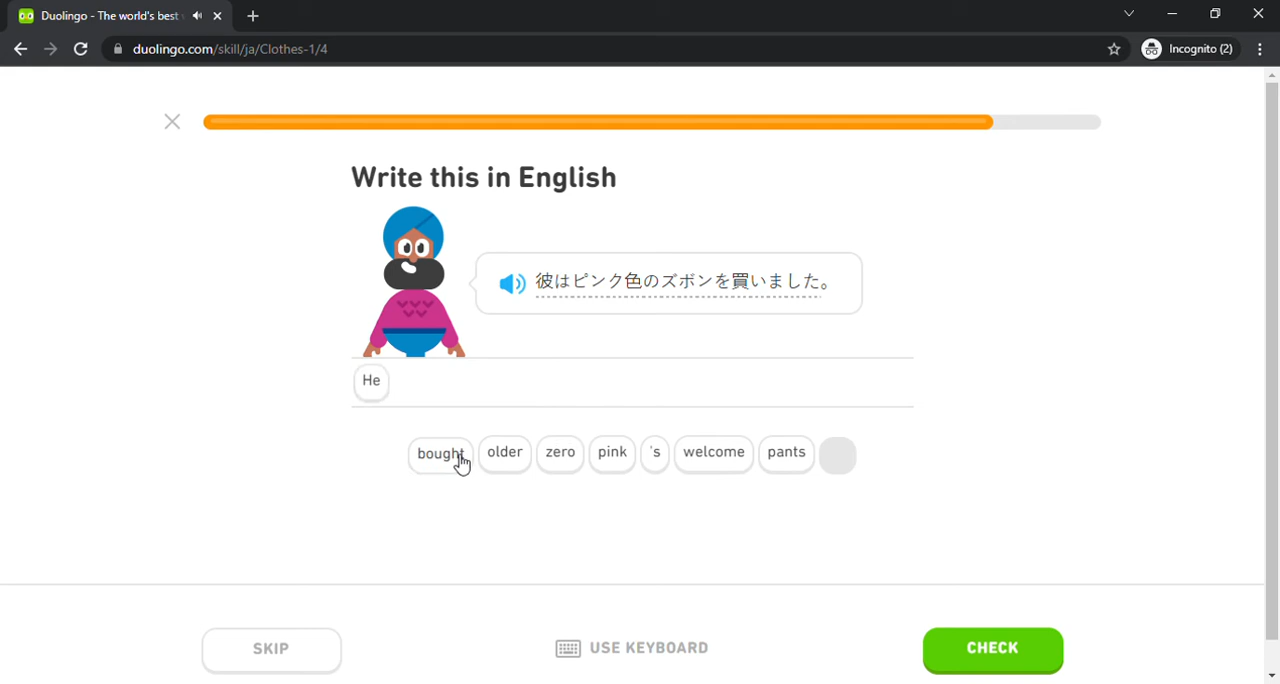 Duolingo - The world's best
duolingo.com/skill/ja/Clothes-1/4
Incognito (2)
Write this in English
彼はピンク色のズボンを買いました。
He
bought older zero pink 's welcome pants
SKIP USE KEYBOARD CHECK